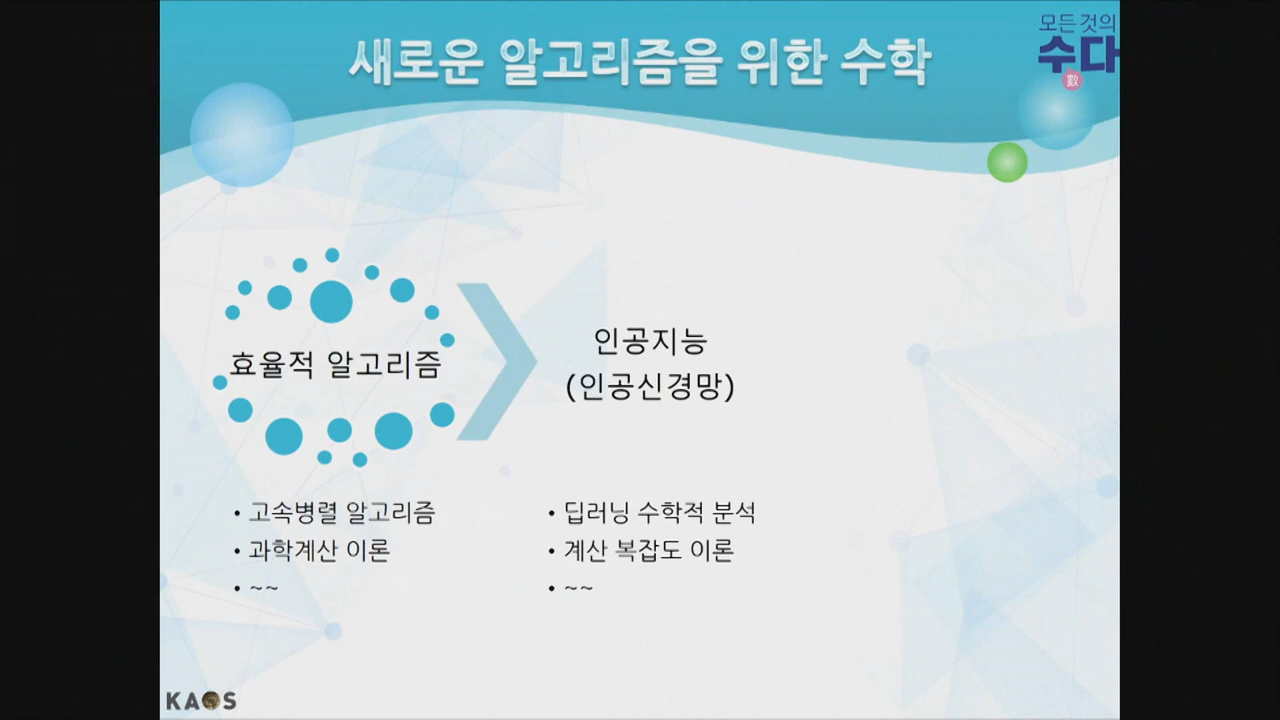 새로운 알고리즘을 위한 수학
모든 것의
수다
數
효율적 알고리즘
인공지능
(인공신경망)
• 고속병렬 알고리즘
• 과학계산 이론
• ~~
• 딥러닝 수학적 분석
• 계산 복잡도 이론
• ~~
KAOS